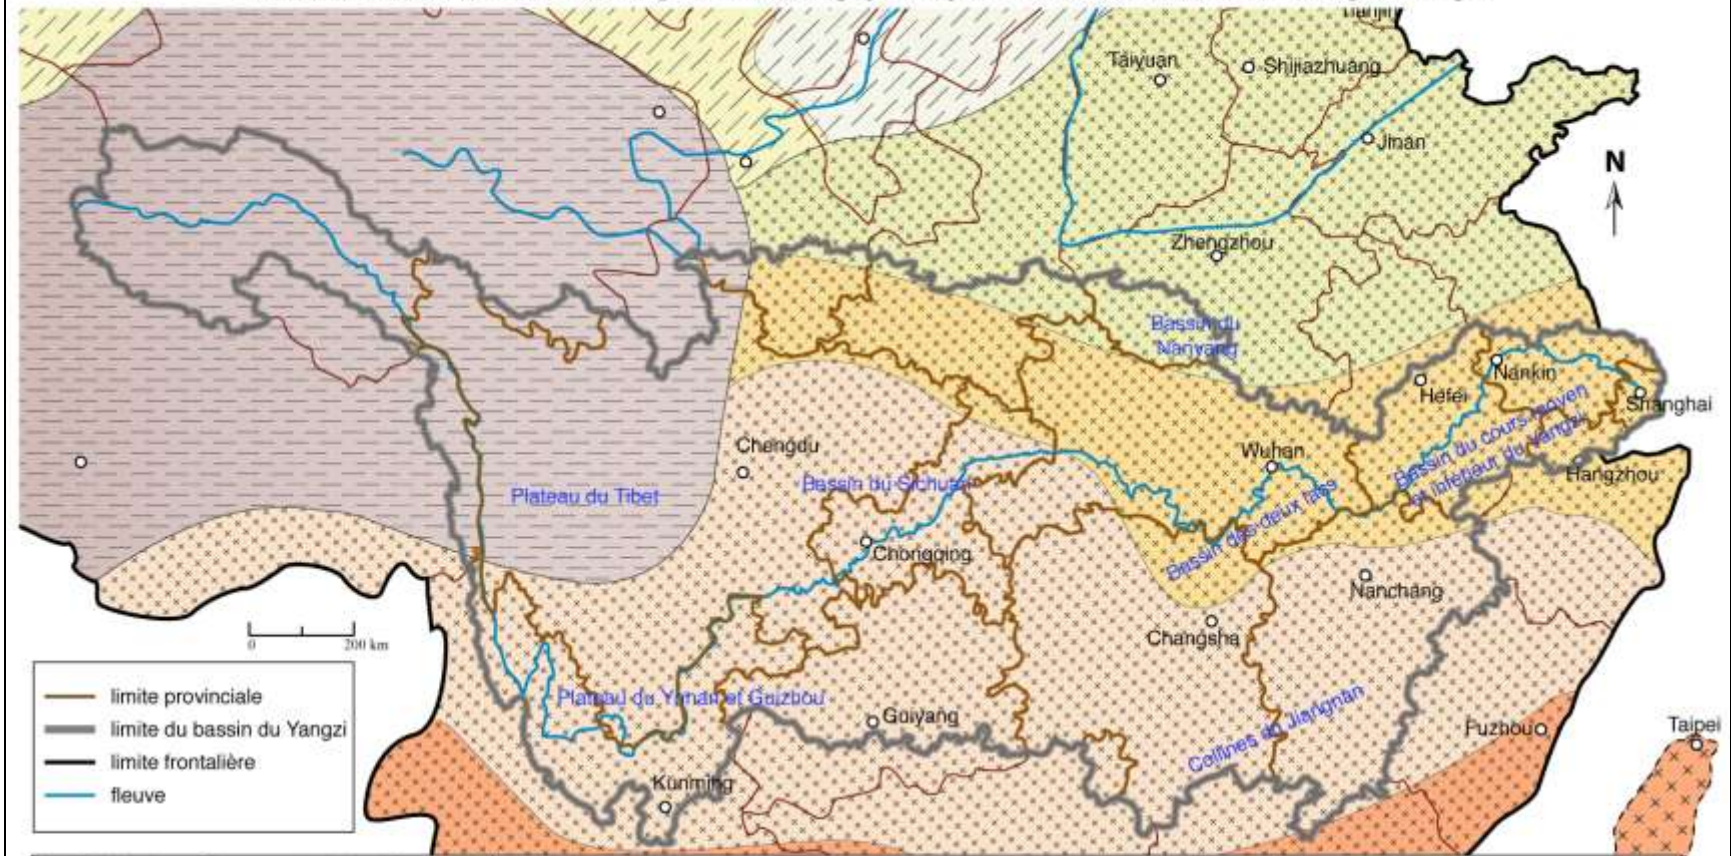 Tianjin
Taiyuan
Shijiazhuang
Jinan
N
Zhengzhou
Bassin du
Nanyang
Nankin
Hefei
Shanghai
Bassin du cours moyen
et inférieur du Yangzi
Chengdu
Wuhan
Hangzhou
Plateau du Tibet
Bassin du Sichuan
Bassin des deux lacs
Chongqing
Nanchang
Changsha
0 200 km
limite provinciale
limite du bassin du Yangzi
limite frontalière
fleuve
Plateau du Yunan et Guizhou
Guiyang
Collines du Jiangnan
Fuzhou
Taipei
Kunming